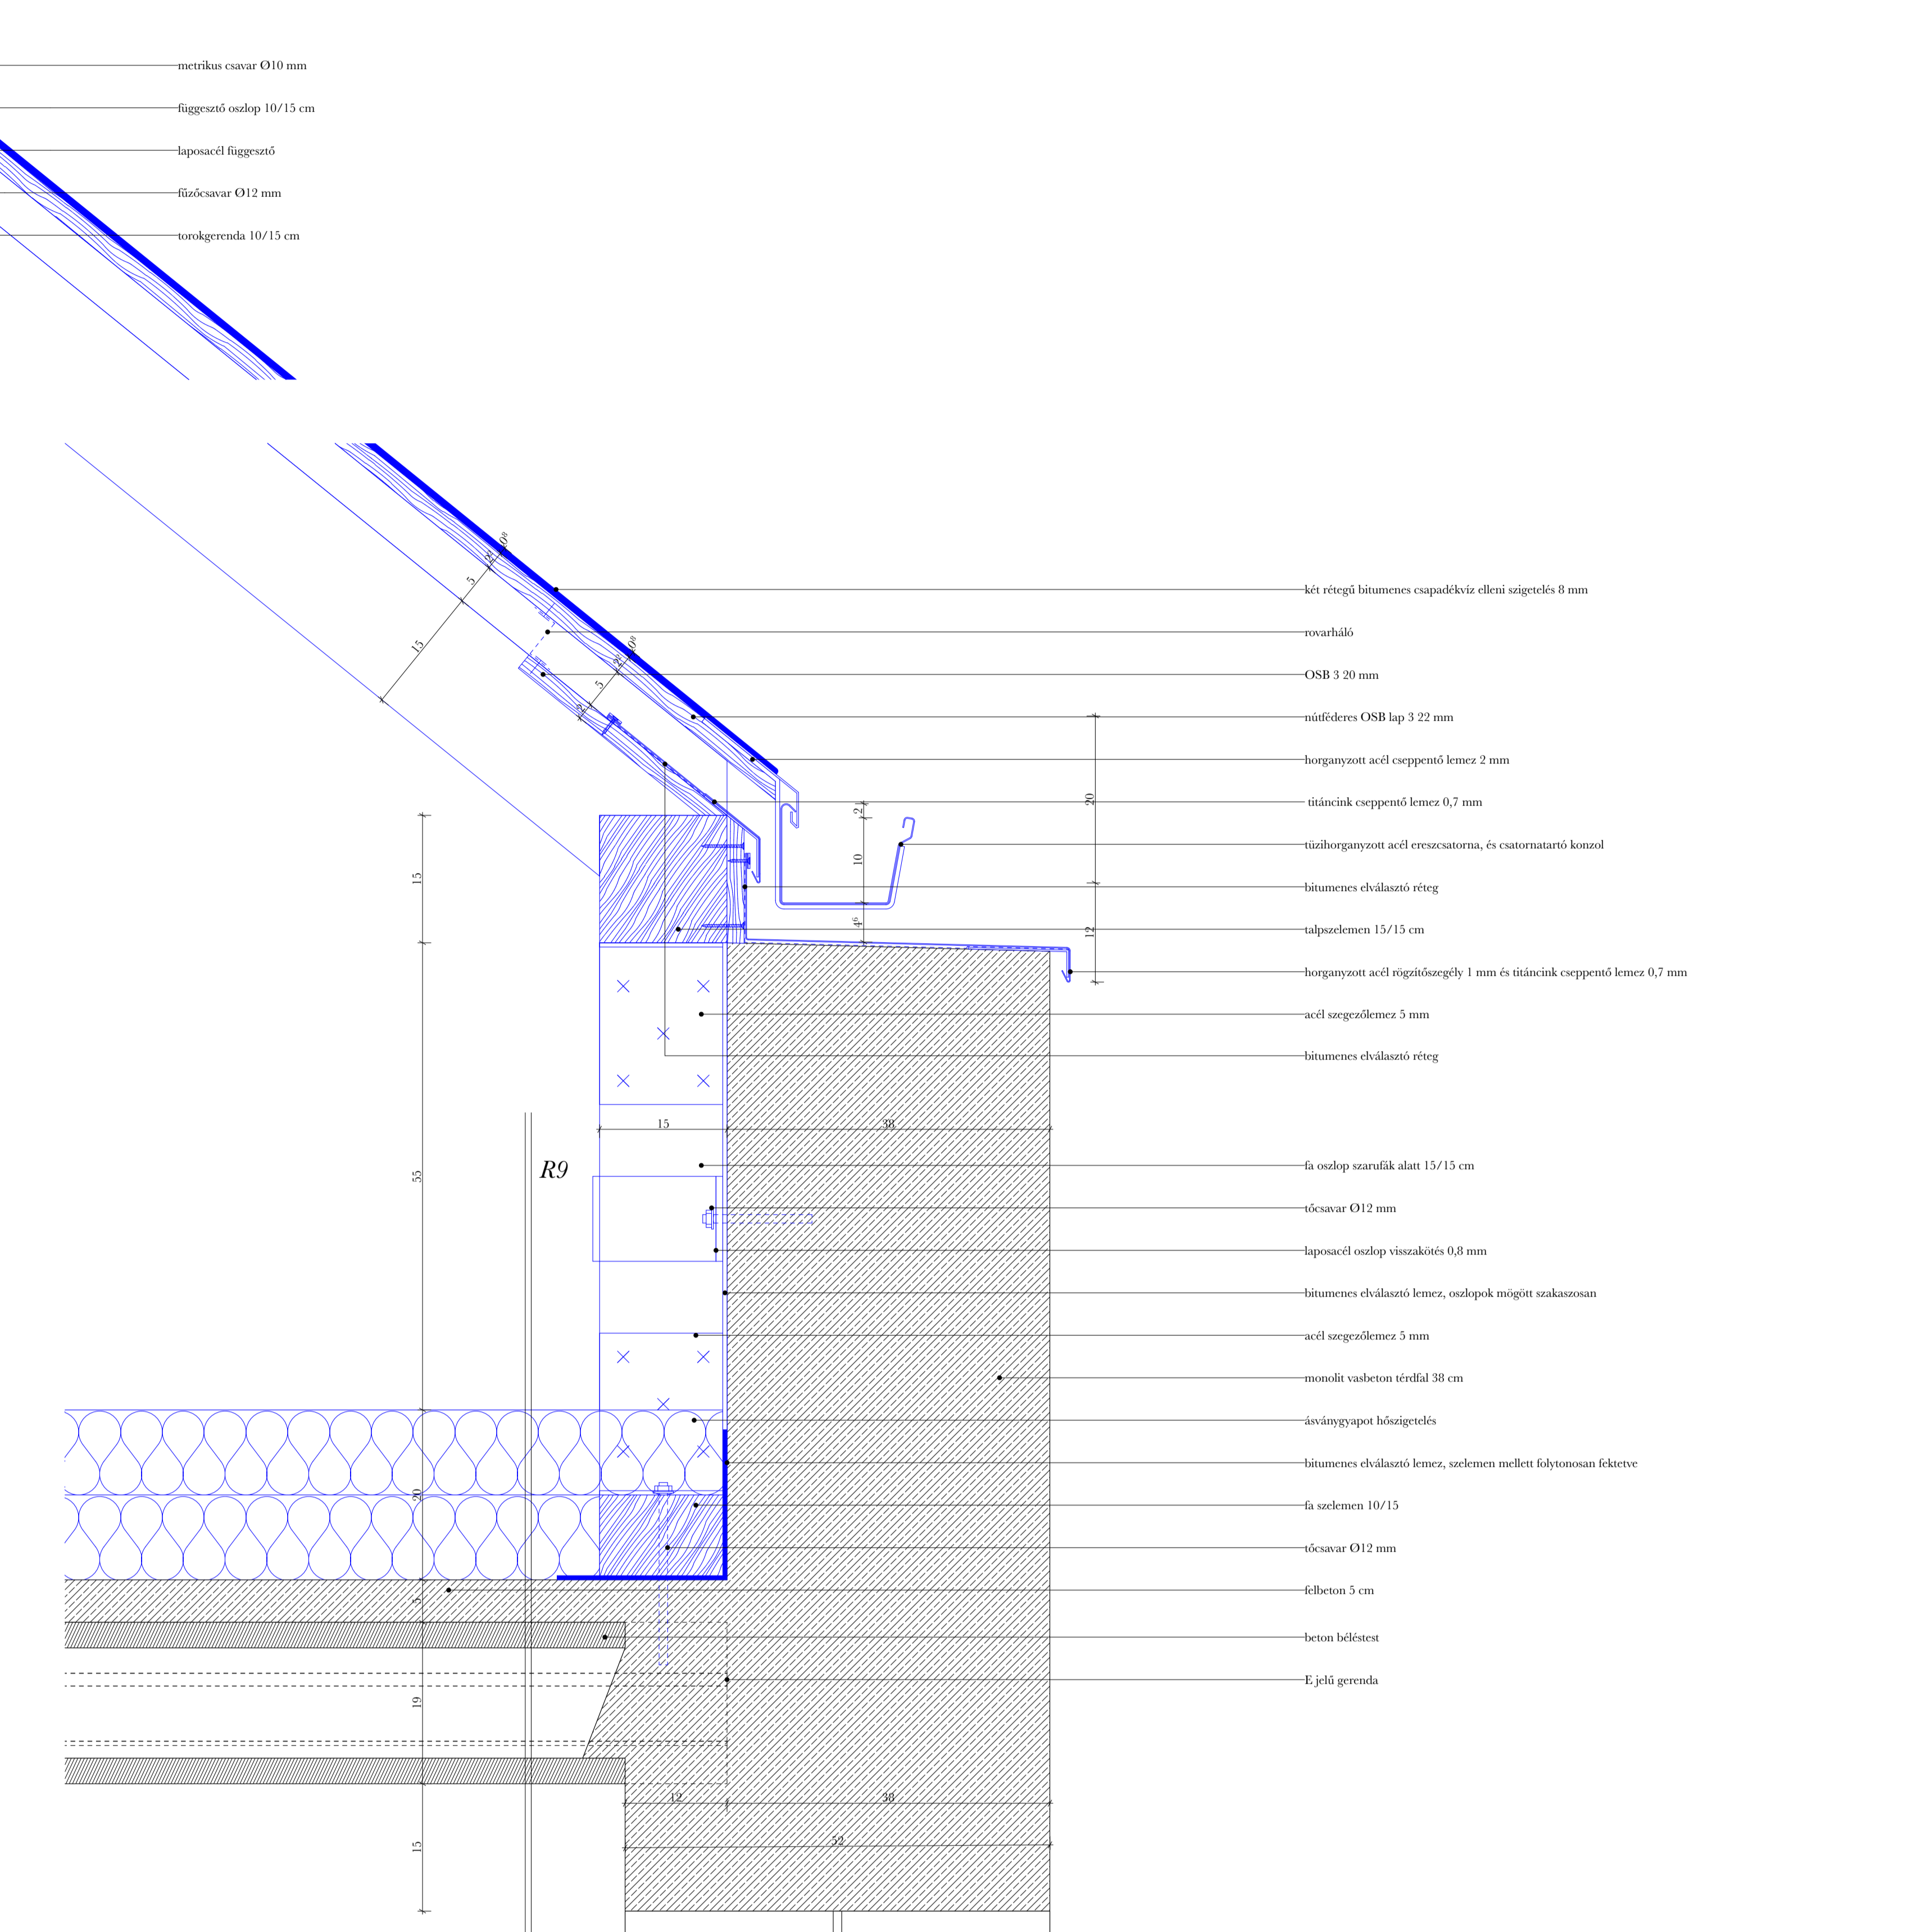 metrikus csavar Ø10 mm
függesztő oszlop 10/15 cm
laposacél függesztő
fűzőcsavar Ø12 mm
torokgerenda 10/15 cm
két rétegű bitumenes csapadékvíz elleni szigetelés 8 mm
rovarháló
OSB 3 20 mm
nútféderes OSB lap 3 22 mm
horganyzott acél cseppentő lemez 2 mm
titáncink cseppentő lemez 0,7 mm
tüzihorganyzott acél ereszcsatorna, és csatornatartó konzol
bitumenes elválasztó réteg
talpszelemen 15/15 cm
horganyzott acél rögzítőszegély 1 mm és titáncink cseppentő lemez 0,7 mm
acél szegezőlemez 5 mm
bitumenes elválasztó réteg
fa oszlop szarufák alatt 15/15 cm
tőcsavar Ø12 mm
laposacél oszlop visszakötés 0,8 mm
bitumenes elválasztó lemez, oszlopok mögött szakaszosan
acél szegezőlemez 5 mm
monolit vasbeton térdfal 38 cm
ásványgyapot hőszigetelés
bitumenes elválasztó lemez, szelemen mellett folytonosan fektetve
fa szelemen 10/15
tőcsavar Ø12 mm
felbeton 5 cm
beton béléstest
E jelű gerenda
R9
15
5
2²
0⁸
2
5
2²
0⁸
2
10
4⁶
20
12
15
55
20
5
19
15
15
38
12
38
52